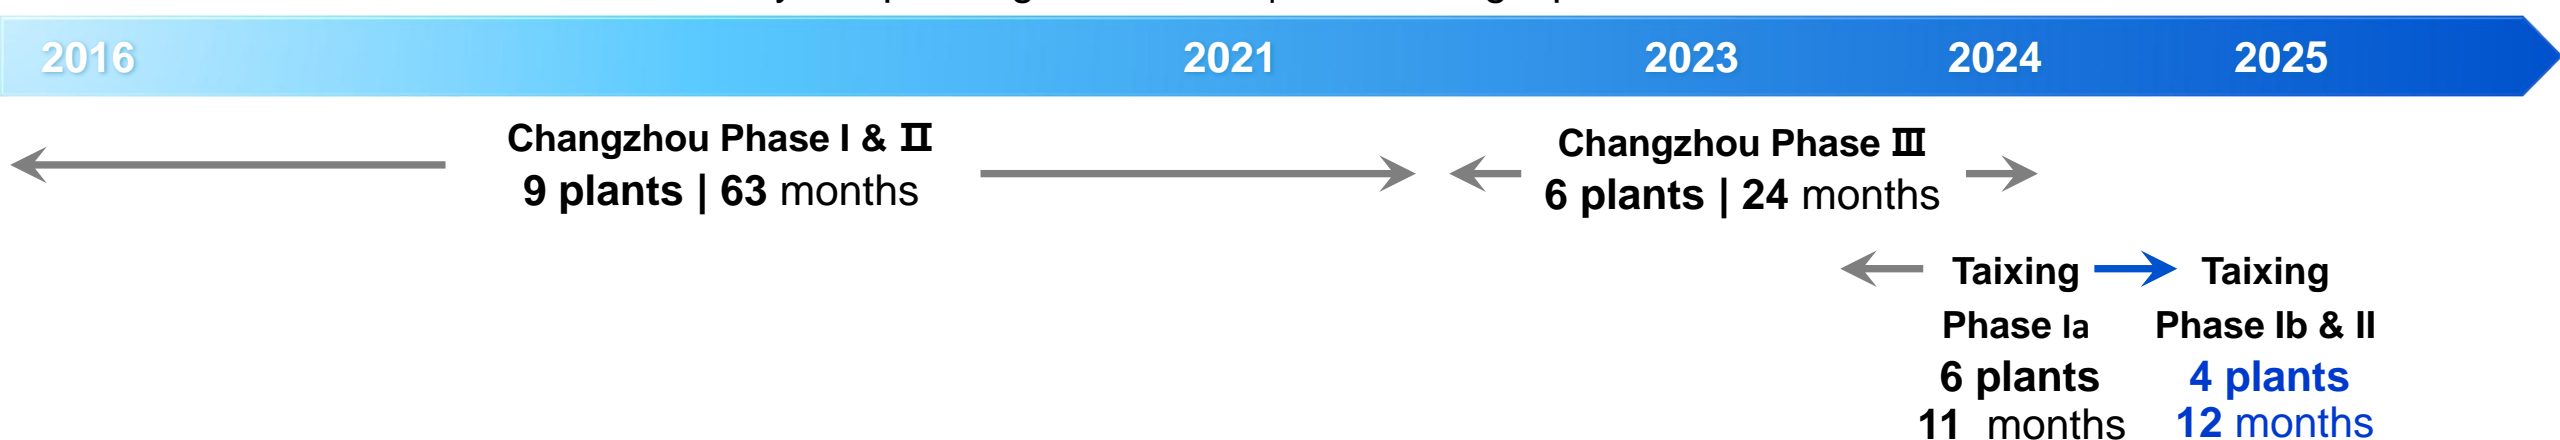 2016 2021 2023 2024 2025
Changzhou Phase I & II
9 plants | 63 months
Changzhou Phase III
6 plants | 24 months
Taixing
Phase Ia
6 plants
11 months
Taixing
Phase Ib & II
4 plants
12 months